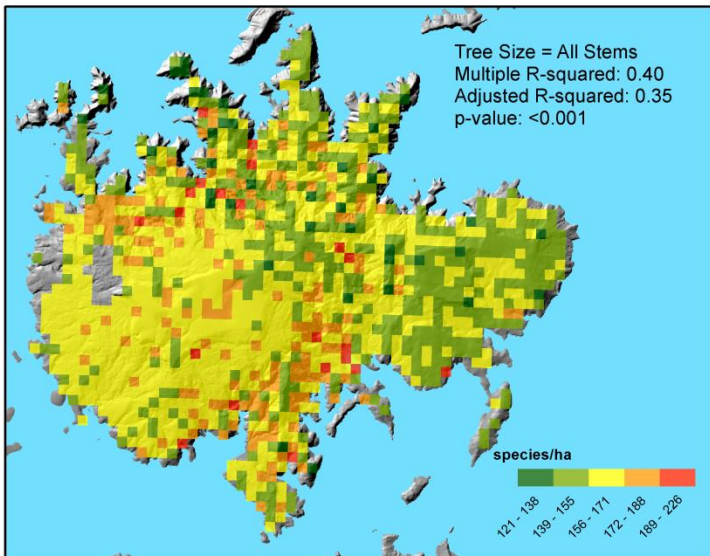 Tree Size = All Stems
Multiple R-squared: 0.40
Adjusted R-squared: 0.35
p-value: <0.001
species/ha
121 - 138
139 - 155
156 - 171
172 - 188
189 - 226